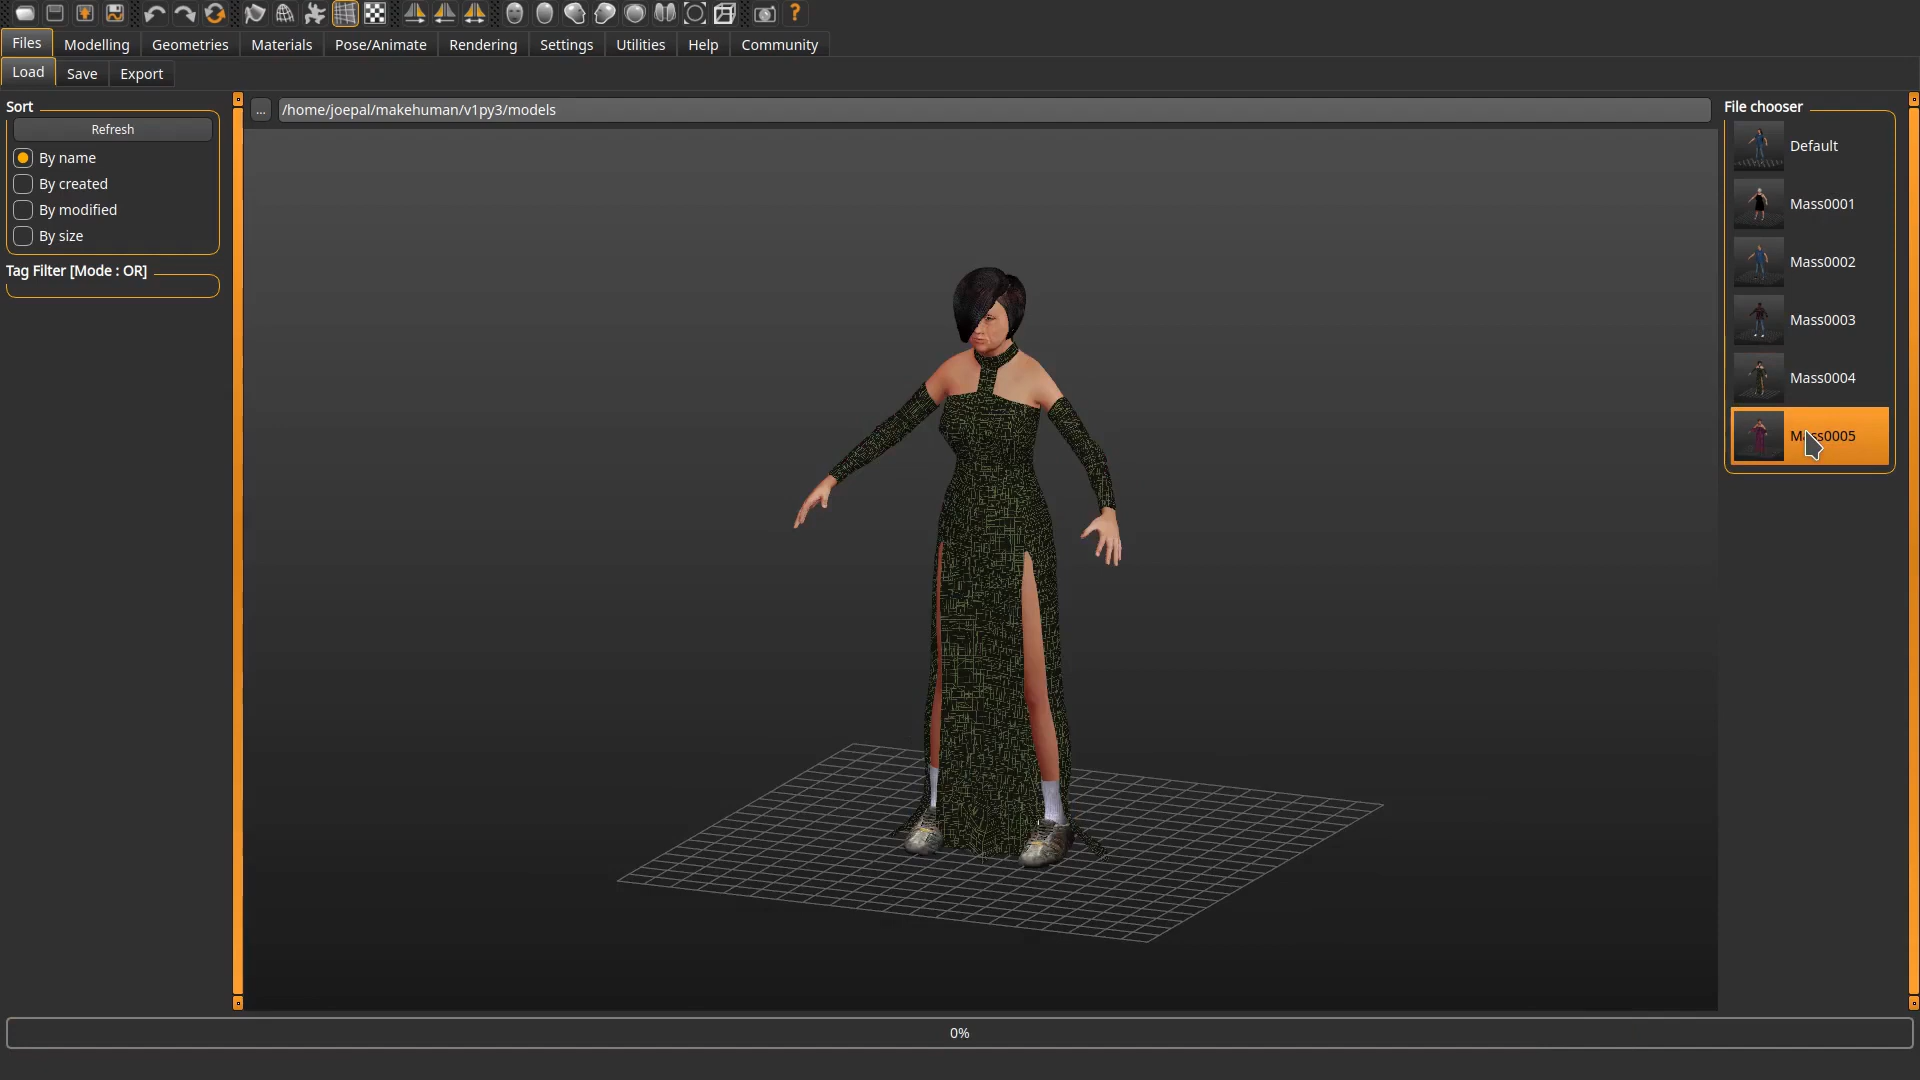 Files
Modelling
Geometries
Materials
Pose/Animate
Rendering
Settings
Utilities
Help
Community
Load
Save
Export
Sort
Refresh
By name
By created
By modified
By size
Tag Filter [Mode : OR]
...
/home/joepal/makehuman/v1py3/models
File chooser
Default
Mass0001
Mass0002
Mass0003
Mass0004
Mass0005
0%